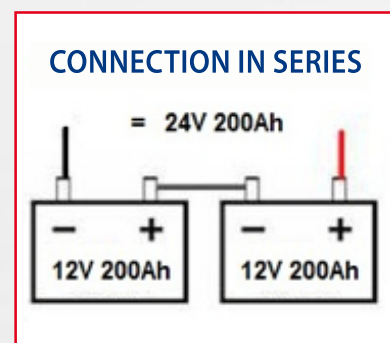 CONNECTION IN SERIES
= 24V 200Ah
− + − +
12V 200Ah 12V 200Ah